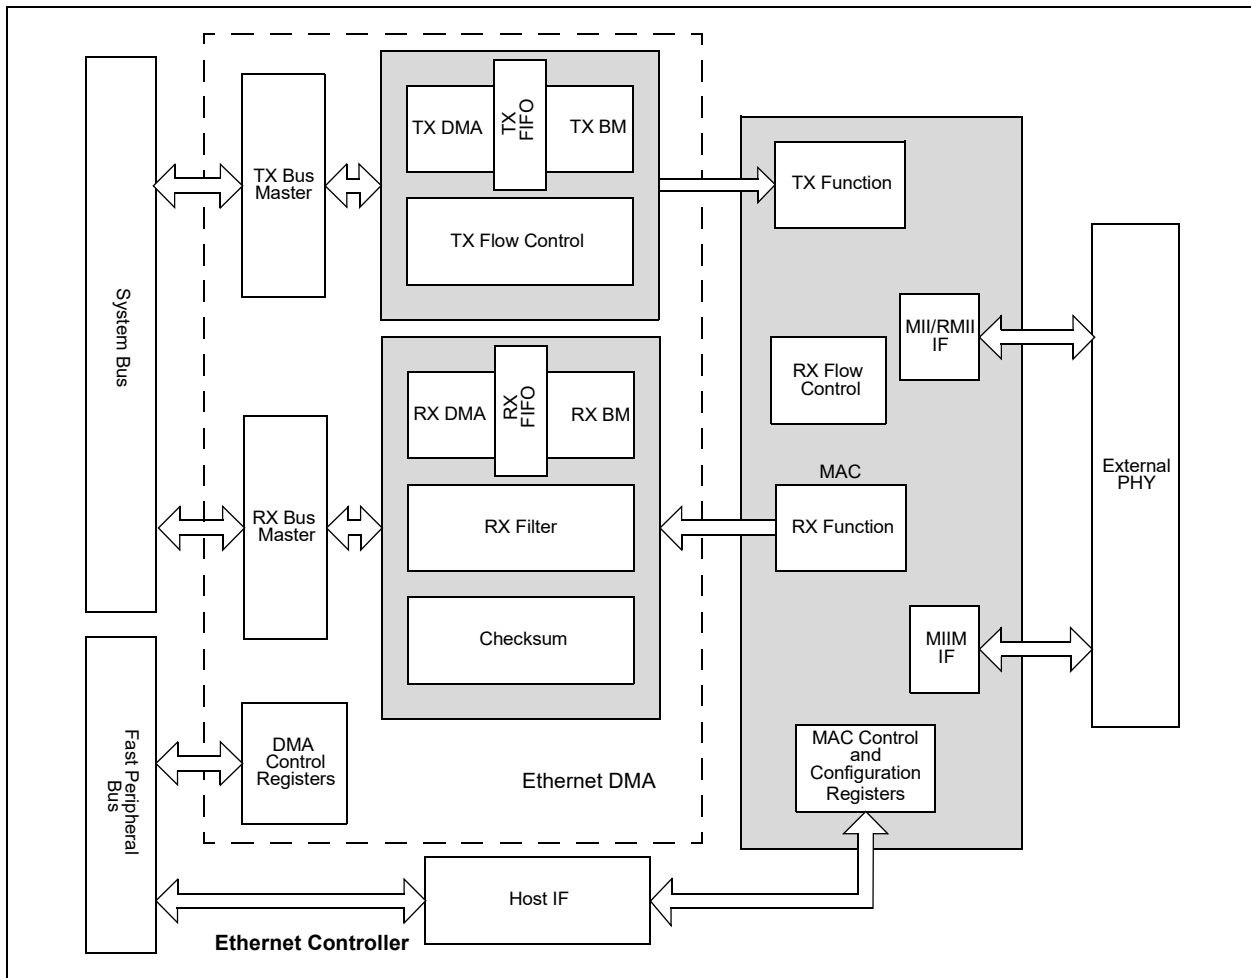 System Bus
Fast Peripheral
Bus
TX Bus
Master
TX DMA
TX
FIFO
TX BM
TX Flow Control
RX Bus
Master
RX DMA
RX
FIFO
RX BM
RX Filter
Checksum
DMA
Control
Registers
Ethernet DMA
TX Function
MII/RMII
IF
RX Flow
Control
MAC
RX Function
MIIM
IF
MAC Control
and
Configuration
Registers
External
PHY
Host IF
Ethernet Controller